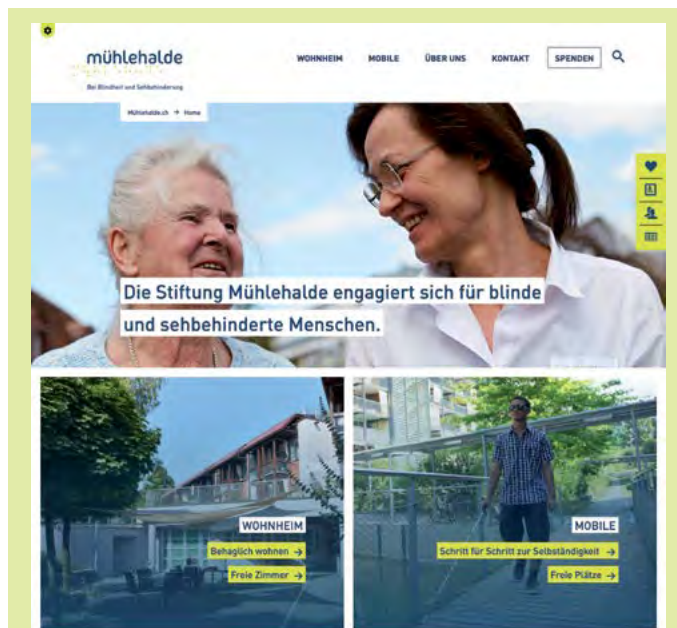 mühlehalde
Bei Blindheit und Sehbehinderung
WOHNHEIM MOBILE ÜBER UNS KONTAKT SPENDEN
Mühlehalde.ch → Home
Die Stiftung Mühlehalde engagiert sich für blinde
und sehbehinderte Menschen.
WOHNHEIM
Behaglich wohnen →
Freie Zimmer →
MOBILE
Schritt für Schritt zur Selbständigkeit →
Freie Plätze →